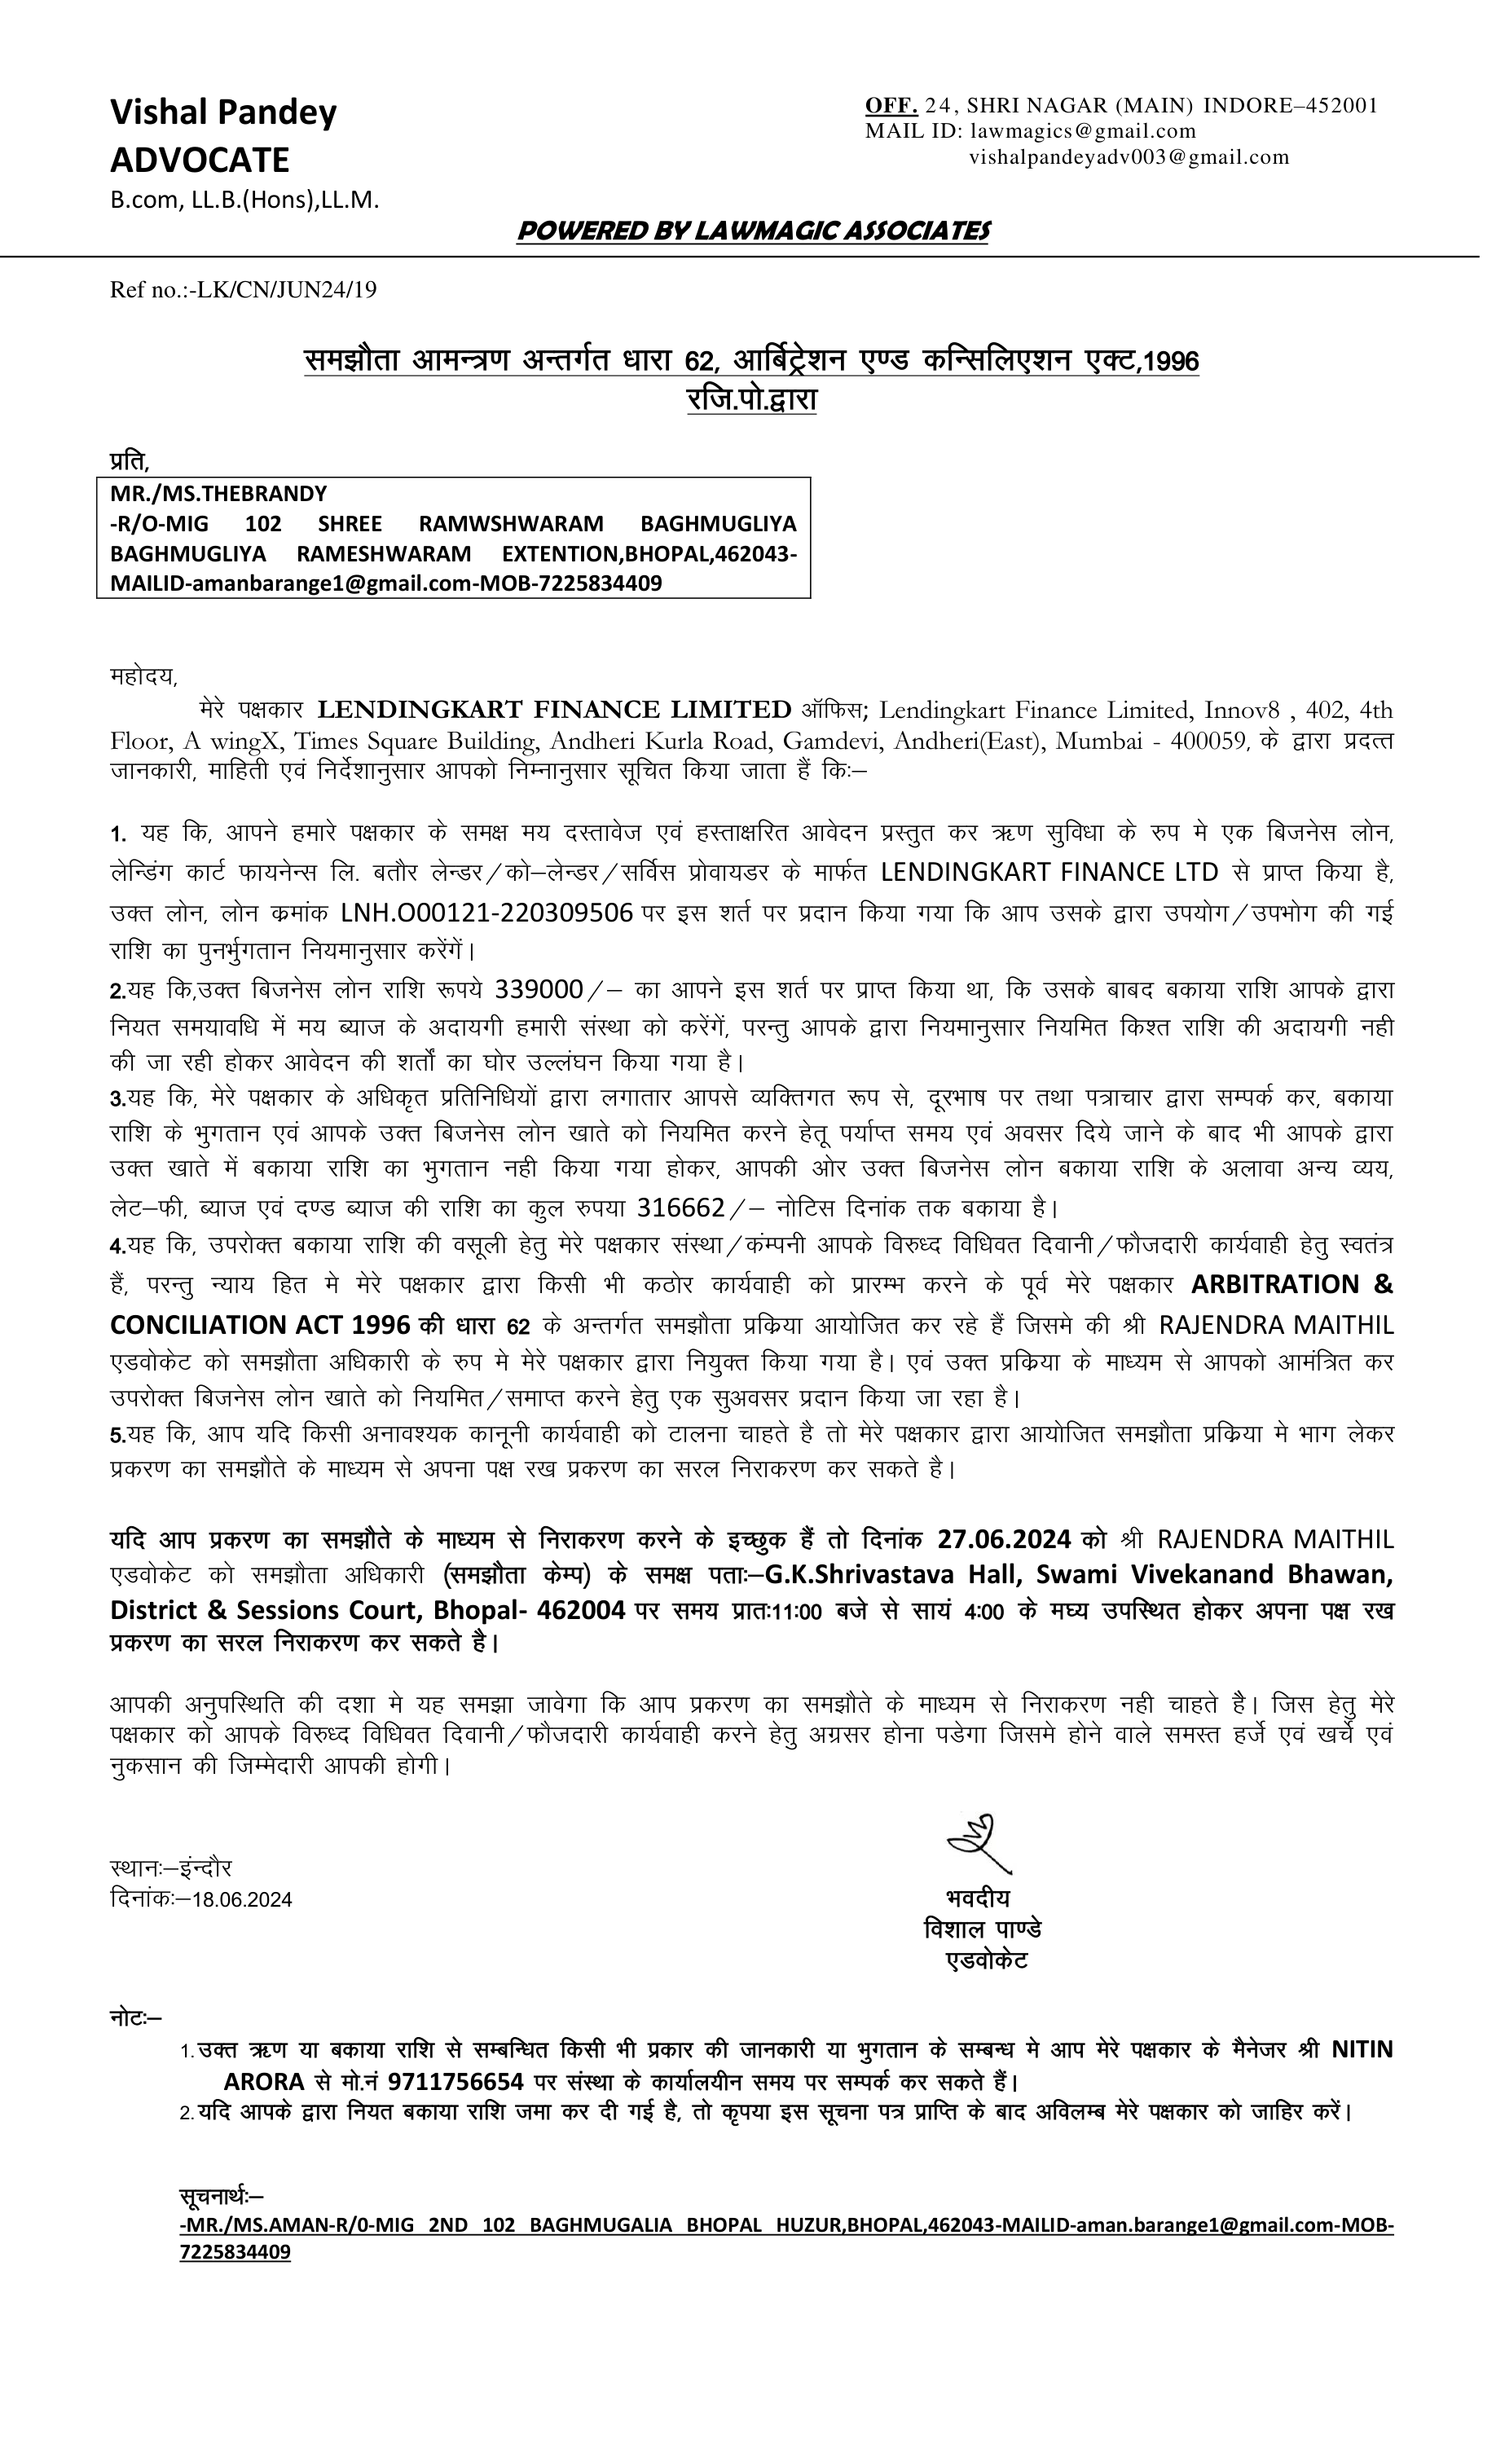 Vishal Pandey
ADVOCATE
B.com, LL.B.(Hons),LL.M.
OFF. 24, SHRI NAGAR (MAIN) INDORE–452001
MAIL ID: lawmagics@gmail.com
vishalpandeyadv003@gmail.com
POWERED BY LAWMAGIC ASSOCIATES
Ref no.:-LK/CN/JUN24/19
समझौता आमन्त्रण अन्तर्गत धारा 62, आर्बिट्रेशन एण्ड कन्सिलिएशन एक्ट,1996
रजि.पो.द्वारा
प्रति,
MR./MS.THEBRANDY
-R/O-MIG 102 SHREE RAMWSHWARAM BAGHMUGLIYA
BAGHMUGLIYA RAMESHWARAM EXTENTION,BHOPAL,462043-
MAILID-amanbarange1@gmail.com-MOB-7225834409
महोदय,
मेरे पक्षकार LENDINGKART FINANCE LIMITED ऑफिस; Lendingkart Finance Limited, Innov8 , 402, 4th
Floor, A wingX, Times Square Building, Andheri Kurla Road, Gamdevi, Andheri(East), Mumbai - 400059, के द्वारा प्रदत्त
जानकारी, माहिती एवं निर्देशानुसार आपको निम्नानुसार सूचित किया जाता हैं किः–
1. यह कि, आपने हमारे पक्षकार के समक्ष मय दस्तावेज एवं हस्ताक्षरित आवेदन प्रस्तुत कर ऋण सुविधा के रुप मे एक बिजनेस लोन,
लेन्डिंग कार्ट फायनेन्स लि. बतौर लेन्डर/को–लेन्डर/सर्विस प्रोवायडर के मार्फत LENDINGKART FINANCE LTD से प्राप्त किया है,
उक्त लोन, लोन क्रमांक LNH.O00121-220309506 पर इस शर्त पर प्रदान किया गया कि आप उसके द्वारा उपयोग/उपभोग की गई
राशि का पुनर्भुगतान नियमानुसार करेंगें।
2.यह कि,उक्त बिजनेस लोन राशि रूपये 339000/– का आपने इस शर्त पर प्राप्त किया था, कि उसके बाबद बकाया राशि आपके द्वारा
नियत समयावधि में मय ब्याज के अदायगी हमारी संस्था को करेंगें, परन्तु आपके द्वारा नियमानुसार नियमित किश्त राशि की अदायगी नही
की जा रही होकर आवेदन की शर्तों का घोर उल्लंघन किया गया है।
3.यह कि, मेरे पक्षकार के अधिकृत प्रतिनिधियों द्वारा लगातार आपसे व्यक्तिगत रूप से, दूरभाष पर तथा पत्राचार द्वारा सम्पर्क कर, बकाया
राशि के भुगतान एवं आपके उक्त बिजनेस लोन खाते को नियमित करने हेतू पर्याप्त समय एवं अवसर दिये जाने के बाद भी आपके द्वारा
उक्त खाते में बकाया राशि का भुगतान नही किया गया होकर, आपकी ओर उक्त बिजनेस लोन बकाया राशि के अलावा अन्य व्यय,
लेट–फी, ब्याज एवं दण्ड ब्याज की राशि का कुल रुपया 316662/– नोटिस दिनांक तक बकाया है।
4.यह कि, उपरोक्त बकाया राशि की वसूली हेतु मेरे पक्षकार संस्था/कंम्पनी आपके विरुध्द विधिवत दिवानी/फौजदारी कार्यवाही हेतु स्वतंत्र
हैं, परन्तु न्याय हित मे मेरे पक्षकार द्वारा किसी भी कठोर कार्यवाही को प्रारम्भ करने के पूर्व मेरे पक्षकार ARBITRATION &
CONCILIATION ACT 1996 की धारा 62 के अन्तर्गत समझौता प्रक्रिया आयोजित कर रहे हैं जिसमे की श्री RAJENDRA MAITHIL
एडवोकेट को समझौता अधिकारी के रुप मे मेरे पक्षकार द्वारा नियुक्त किया गया है। एवं उक्त प्रक्रिया के माध्यम से आपको आमंत्रित कर
उपरोक्त बिजनेस लोन खाते को नियमित/समाप्त करने हेतु एक सुअवसर प्रदान किया जा रहा है।
5.यह कि, आप यदि किसी अनावश्यक कानूनी कार्यवाही को टालना चाहते है तो मेरे पक्षकार द्वारा आयोजित समझौता प्रक्रिया मे भाग लेकर
प्रकरण का समझौते के माध्यम से अपना पक्ष रख प्रकरण का सरल निराकरण कर सकते है।
यदि आप प्रकरण का समझौते के माध्यम से निराकरण करने के इच्छुक हैं तो दिनांक 27.06.2024 को श्री RAJENDRA MAITHIL
एडवोकेट को समझौता अधिकारी (समझौता केम्प) के समक्ष पताः–G.K.Shrivastava Hall, Swami Vivekanand Bhawan,
District & Sessions Court, Bhopal- 462004 पर समय प्रातः11:00 बजे से सायं 4:00 के मघ्य उपस्थित होकर अपना पक्ष रख
प्रकरण का सरल निराकरण कर सकते है।
आपकी अनुपस्थिति की दशा मे यह समझा जावेगा कि आप प्रकरण का समझौते के माध्यम से निराकरण नही चाहते है। जिस हेतु मेरे
पक्षकार को आपके विरुध्द विधिवत दिवानी/फौजदारी कार्यवाही करने हेतु अग्रसर होना पडेगा जिसमे होने वाले समस्त हर्जे एवं खर्चे एवं
नुकसान की जिम्मेदारी आपकी होगी।
स्थानः–इंन्दौर
दिनांकः–18.06.2024
भवदीय
विशाल पाण्डे
एडवोकेट
नोटः–
1. उक्त ऋण या बकाया राशि से सम्बन्धित किसी भी प्रकार की जानकारी या भुगतान के सम्बन्ध मे आप मेरे पक्षकार के मैनेजर श्री NITIN
ARORA से मो.नं 9711756654 पर संस्था के कार्यालयीन समय पर सम्पर्क कर सकते हैं।
2. यदि आपके द्वारा नियत बकाया राशि जमा कर दी गई है, तो कृपया इस सूचना पत्र प्राप्ति के बाद अविलम्ब मेरे पक्षकार को जाहिर करें।
सूचनार्थः–
-MR./MS.AMAN-R/0-MIG 2ND 102 BAGHMUGALIA BHOPAL HUZUR,BHOPAL,462043-MAILID-aman.barange1@gmail.com-MOB-
7225834409